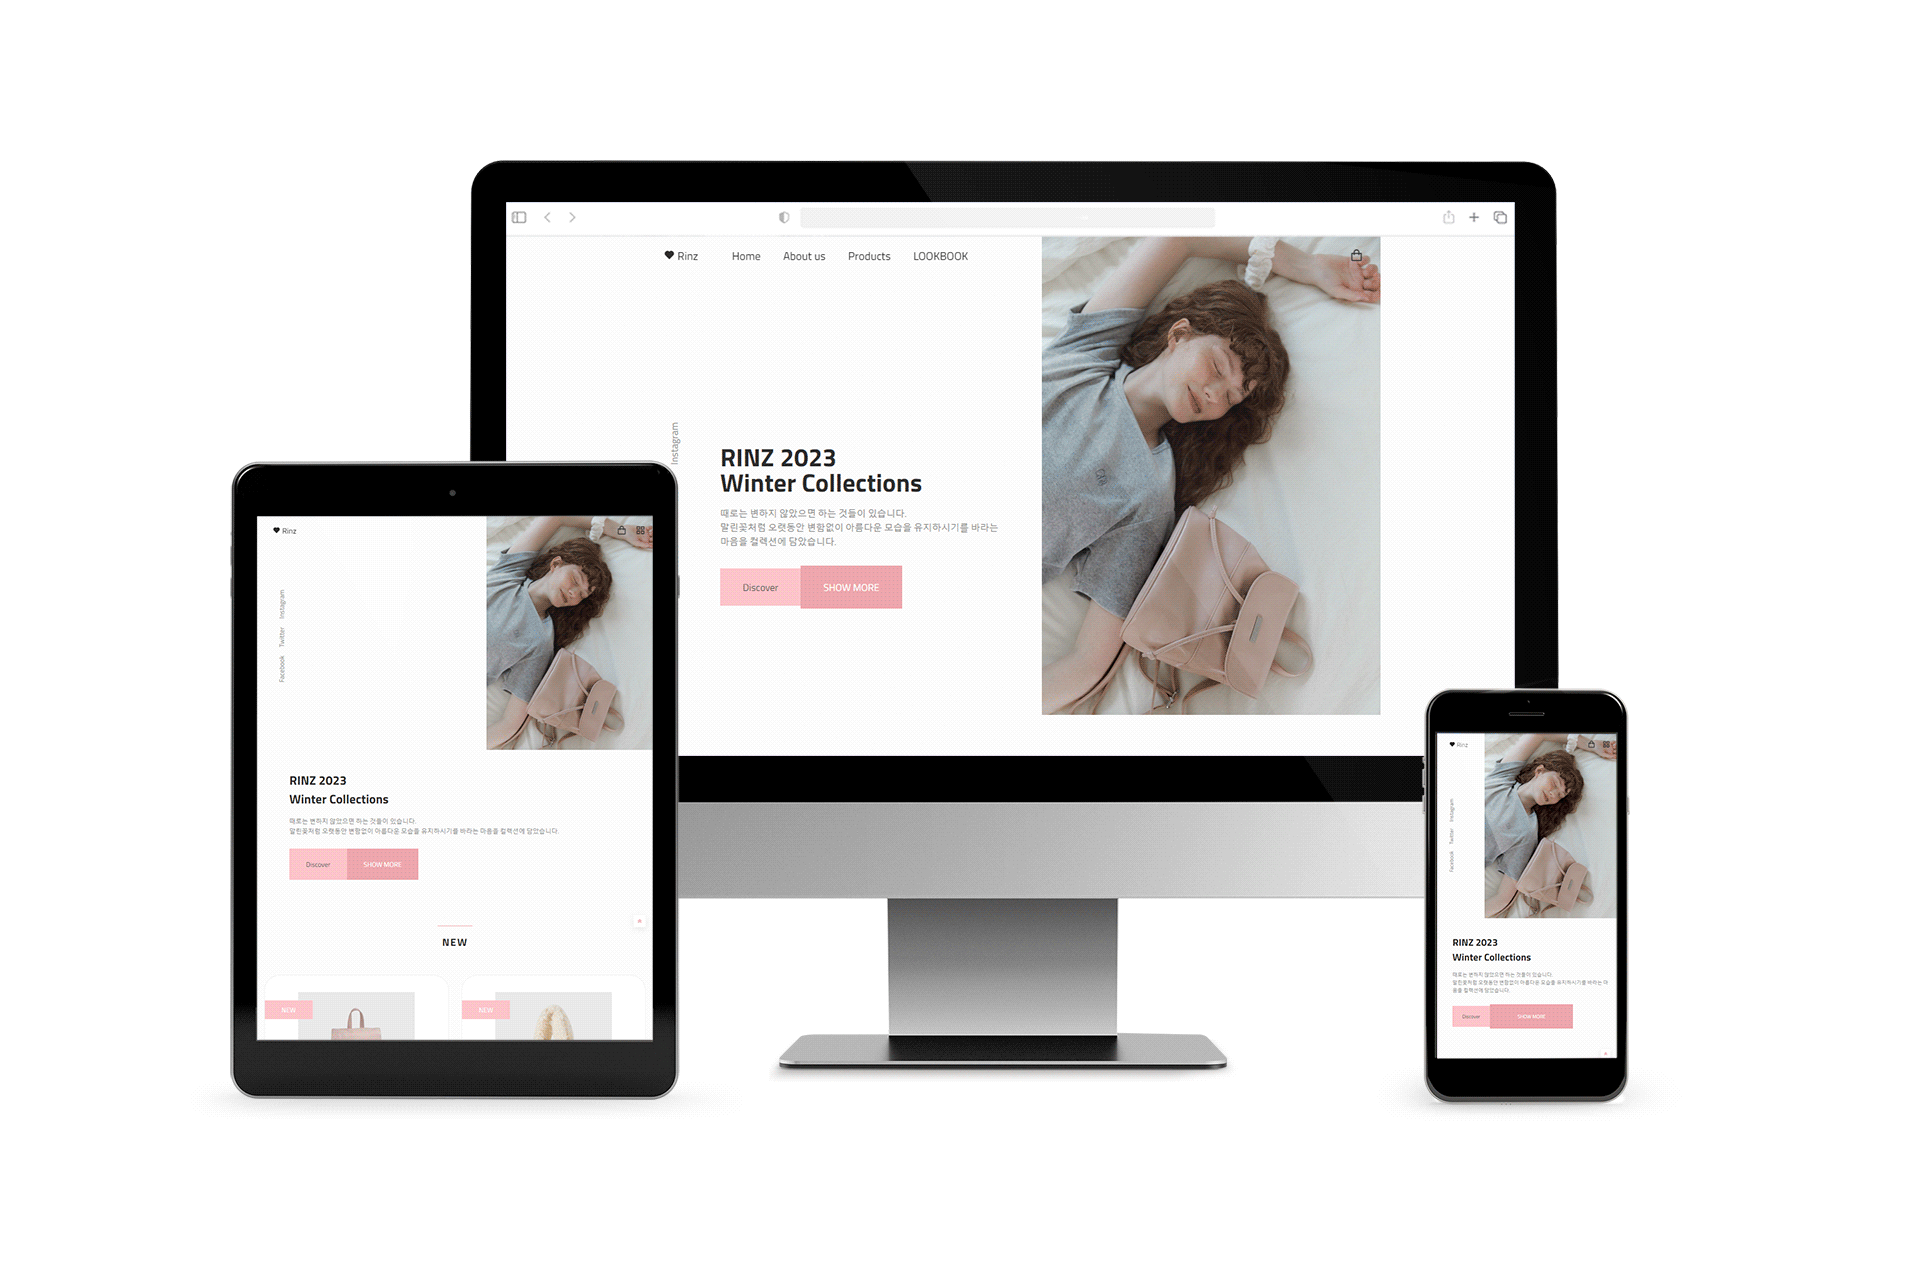 Rinz Home About us Products LOOKBOOK
Instagram
RINZ 2023
Winter Collections
때로는 변하지 않았으면 하는 것들이 있습니다.
말린꽃처럼 오랫동안 변함없이 아름다운 모습을 유지하시기를 바라는
마음을 컬렉션에 담았습니다.
Discover SHOW MORE
Rinz
Instagram
Twitter
Facebook
RINZ 2023
Winter Collections
때로는 변하지 않았으면 하는 것들이 있습니다.
말린꽃처럼 오랫동안 변함없이 아름다운 모습을 유지하시기를 바라는 마음을 컬렉션에 담았습니다.
Discover SHOW MORE
NEW
NEW NEW
Rinz
Instagram
Twitter
Facebook
RINZ 2023
Winter Collections
때로는 변하지 않았으면 하는 것들이 있습니다.
말린꽃처럼 오랫동안 변함없이 아름다운 모습을 유지하시기를 바라는 마
음을 컬렉션에 담았습니다.
Discover SHOW MORE